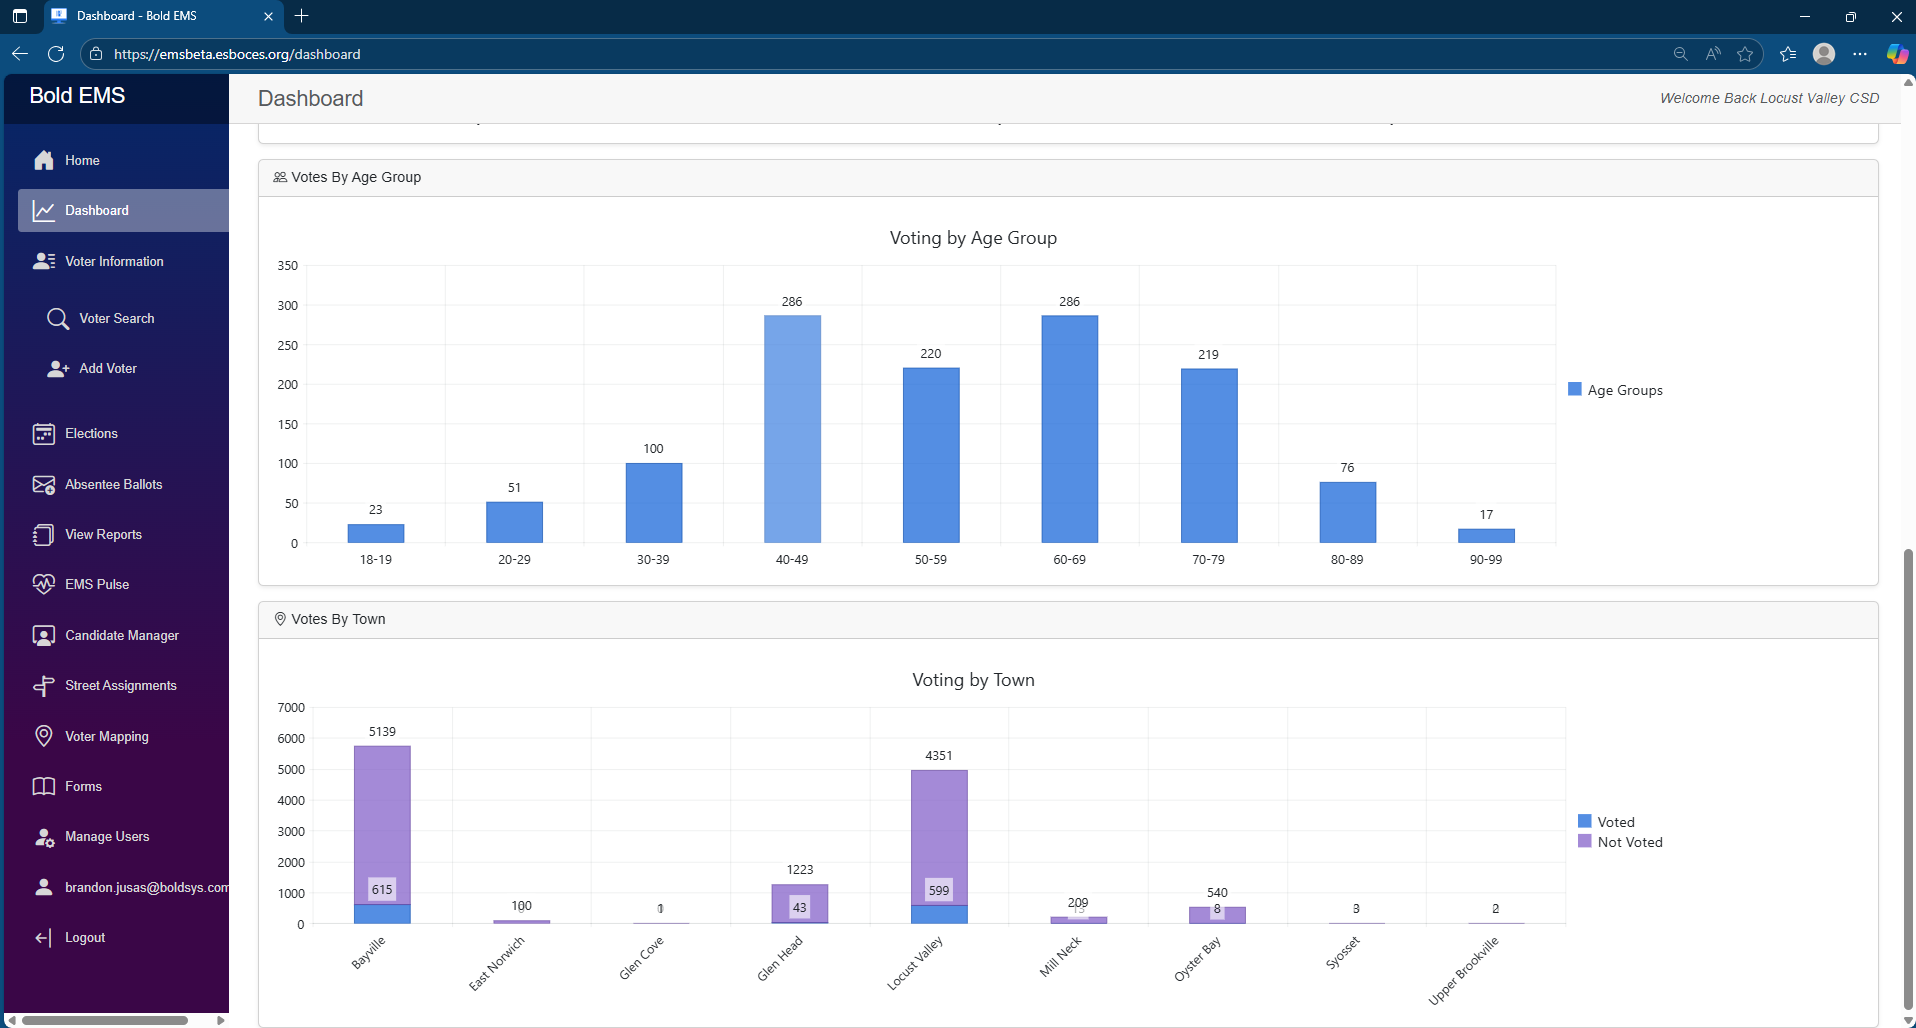 Dashboard - Bold EMS
https://emsbeta.esboces.org/dashboard
Bold EMS
Dashboard
Welcome Back Locust Valley CSD
Home
Dashboard
Voter Information
Voter Search
Add Voter
Elections
Absentee Ballots
View Reports
EMS Pulse
Candidate Manager
Street Assignments
Voter Mapping
Forms
Manage Users
brandon.jusas@boldsys.com
Logout
Votes By Age Group
Voting by Age Group
350
300
250
200
150
100
50
0
23
51
100
286
220
286
219
76
17
18-19
20-29
30-39
40-49
50-59
60-69
70-79
80-89
90-99
Age Groups
Votes By Town
Voting by Town
7000
6000
5000
4000
3000
2000
1000
0
5139
615
100
1223
43
4351
599
209
13
540
8
3
2
Bayville
East Norwich
Glen Cove
Glen Head
Locust Valley
Mill Neck
Oyster Bay
Syosset
Upper Brookville
Voted
Not Voted